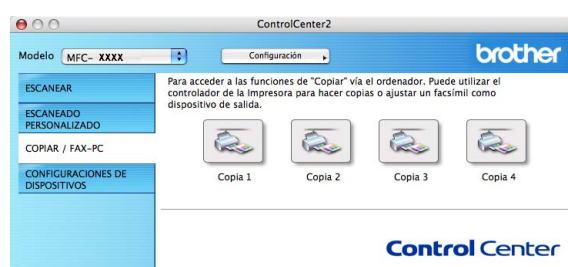 ControlCenter2
Modelo MFC- XXXX Configuración brother
ESCANEAR
ESCANEADO
PERSONALIZADO
COPIAR / FAX-PC
CONFIGURACIONES DE
DISPOSITIVOS
Para acceder a las funciones de "Copiar" vía el ordenador. Puede utilizar el
controlador de la Impresora para hacer copias o ajustar un facsímil como
dispositivo de salida.
Copia 1 Copia 2 Copia 3 Copia 4
Control Center